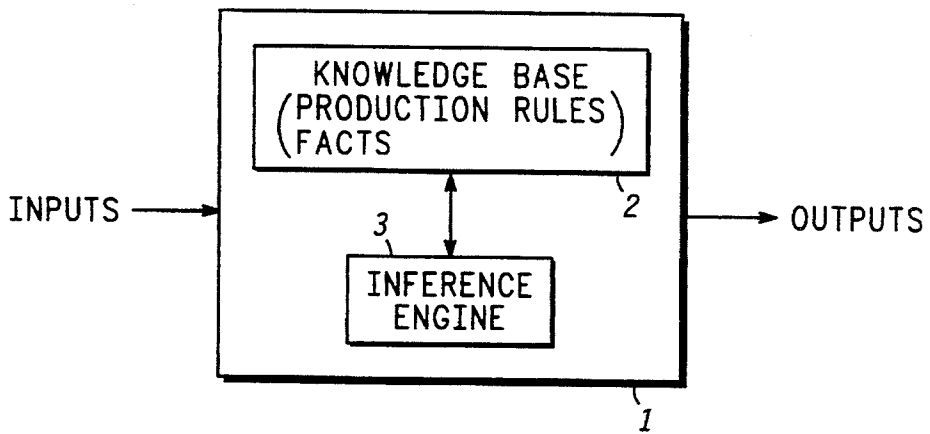 KNOWLEDGE BASE
(PRODUCTION RULES
FACTS)
2
INPUTS
OUTPUTS
3
INFERENCE
ENGINE
1